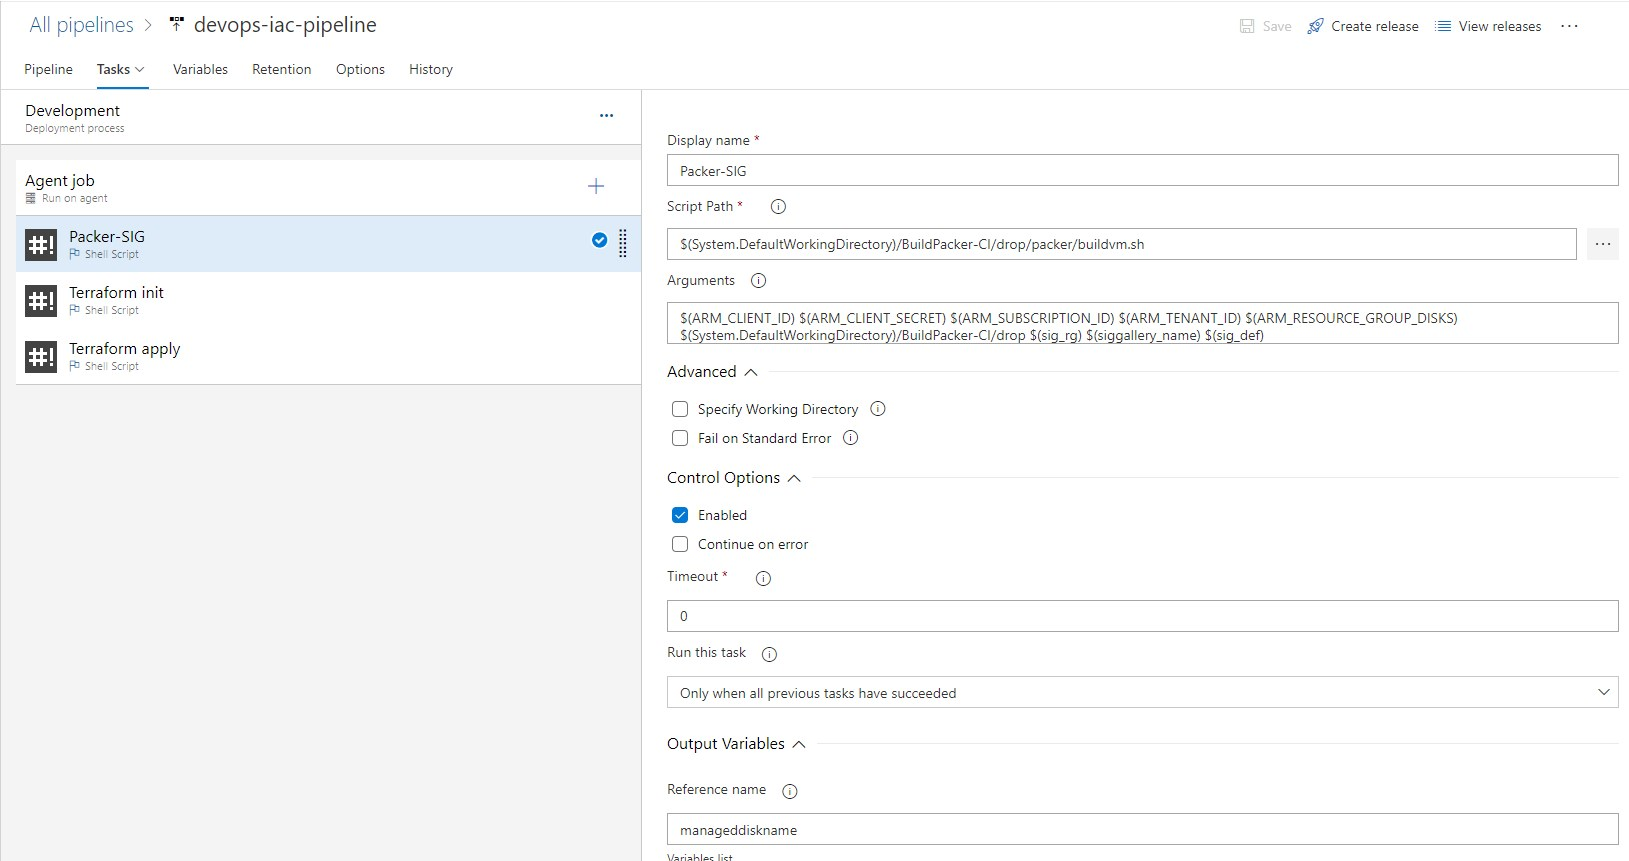 All pipelines > devops-iac-pipeline
Save Create release View releases ...
Pipeline Tasks Variables Retention Options History
Development
Deployment process
...
Agent job
Run on agent
+
#! Packer-SIG
Shell Script
#! Terraform init
Shell Script
#! Terraform apply
Shell Script
Display name *
Packer-SIG
Script Path *
$(System.DefaultWorkingDirectory)/BuildPacker-CI/drop/packer/buildvm.sh
...
Arguments
$(ARM_CLIENT_ID) $(ARM_CLIENT_SECRET) $(ARM_SUBSCRIPTION_ID) $(ARM_TENANT_ID) $(ARM_RESOURCE_GROUP_DISKS)
$(System.DefaultWorkingDirectory)/BuildPacker-CI/drop $(sig_rg) $(siggallery_name) $(sig_def)
Advanced
Specify Working Directory
Fail on Standard Error
Control Options
Enabled
Continue on error
Timeout *
0
Run this task
Only when all previous tasks have succeeded
Output Variables
Reference name
manageddiskname
Variables list